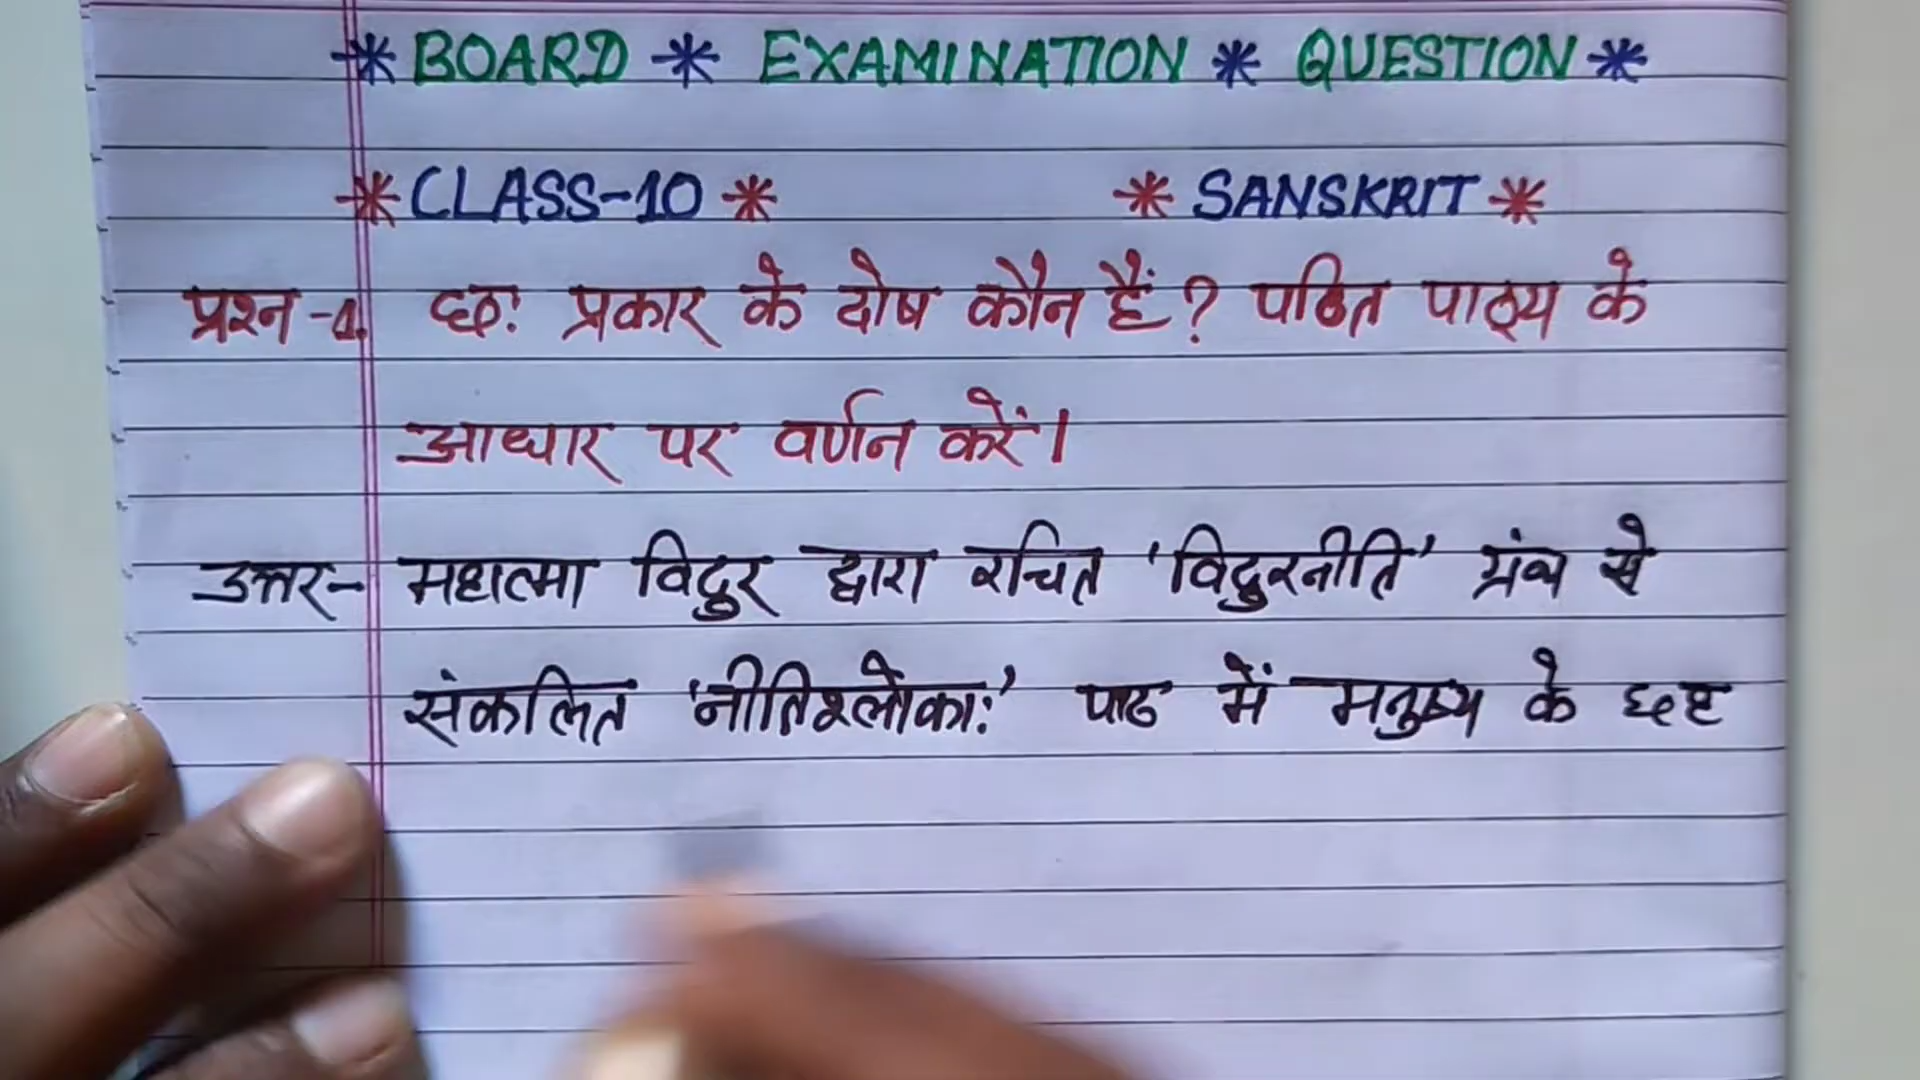 * BOARD * EXAMINATION * QUESTION *
* CLASS-10 * * SANSKRIT *
प्रश्न -1. छः प्रकार के दोष कौन हैं? पठित पाठ्य के
आधार पर वर्णन करें।
उत्तर- महात्मा विदुर द्वारा रचित 'विदुरनीति' ग्रंथ से
संकलित 'नीतिश्लोकाः' पाठ में मनुष्य के छह